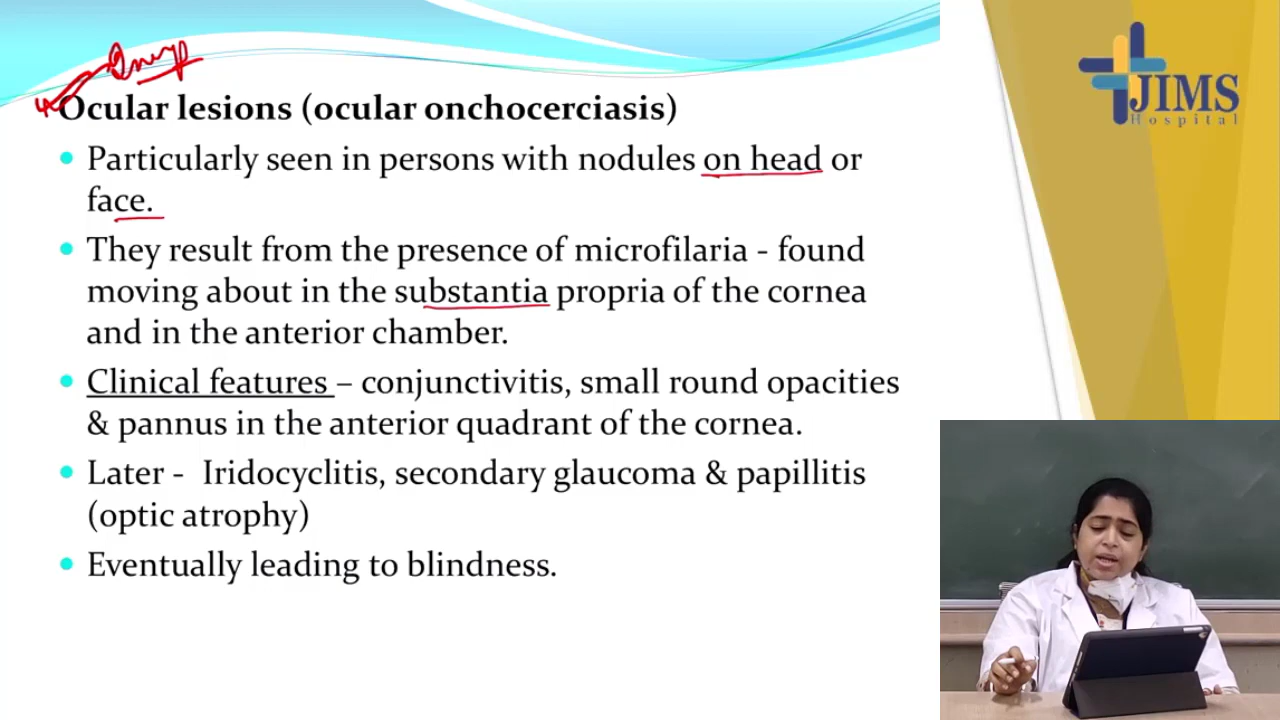 Imp
Ocular lesions (ocular onchocerciasis)
• Particularly seen in persons with nodules on head or
face.
• They result from the presence of microfilaria - found
moving about in the substantia propria of the cornea
and in the anterior chamber.
• Clinical features – conjunctivitis, small round opacities
& pannus in the anterior quadrant of the cornea.
• Later - Iridocyclitis, secondary glaucoma & papillitis
(optic atrophy)
• Eventually leading to blindness.
JIMS
Hospital